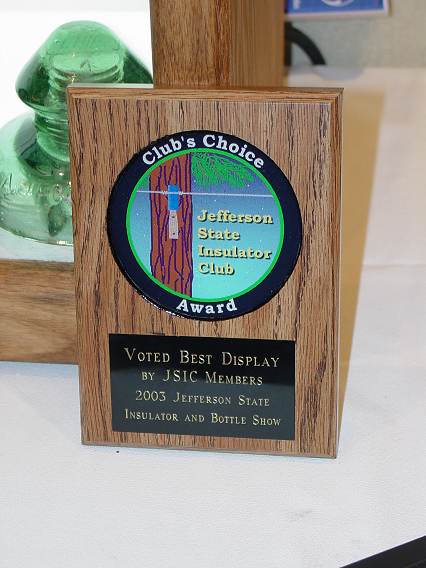 Club's Choice
Jefferson
State
Insulator
Club
Award
Voted Best Display
by JSIC Members
2003 Jefferson State
Insulator and Bottle Show